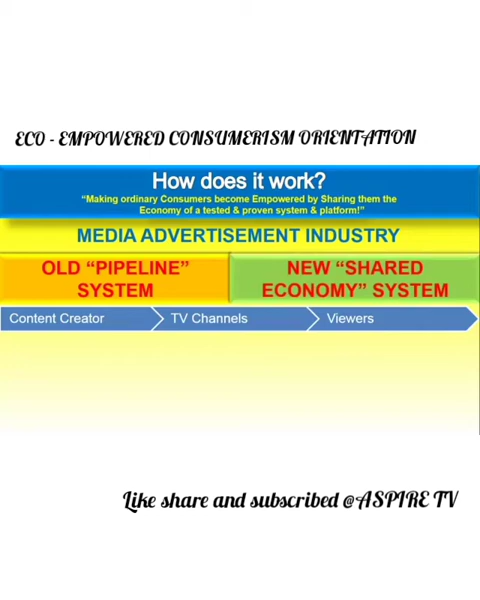 ECO - EMPOWERED CONSUMERISM ORIENTATION
How does it work?
“Making ordinary Consumers become Empowered by Sharing them the
Economy of a tested & proven system & platform!”
MEDIA ADVERTISEMENT INDUSTRY
OLD “PIPELINE”
SYSTEM
NEW “SHARED
ECONOMY” SYSTEM
Content Creator
TV Channels
Viewers
Like share and subscribed @ASPIRE TV